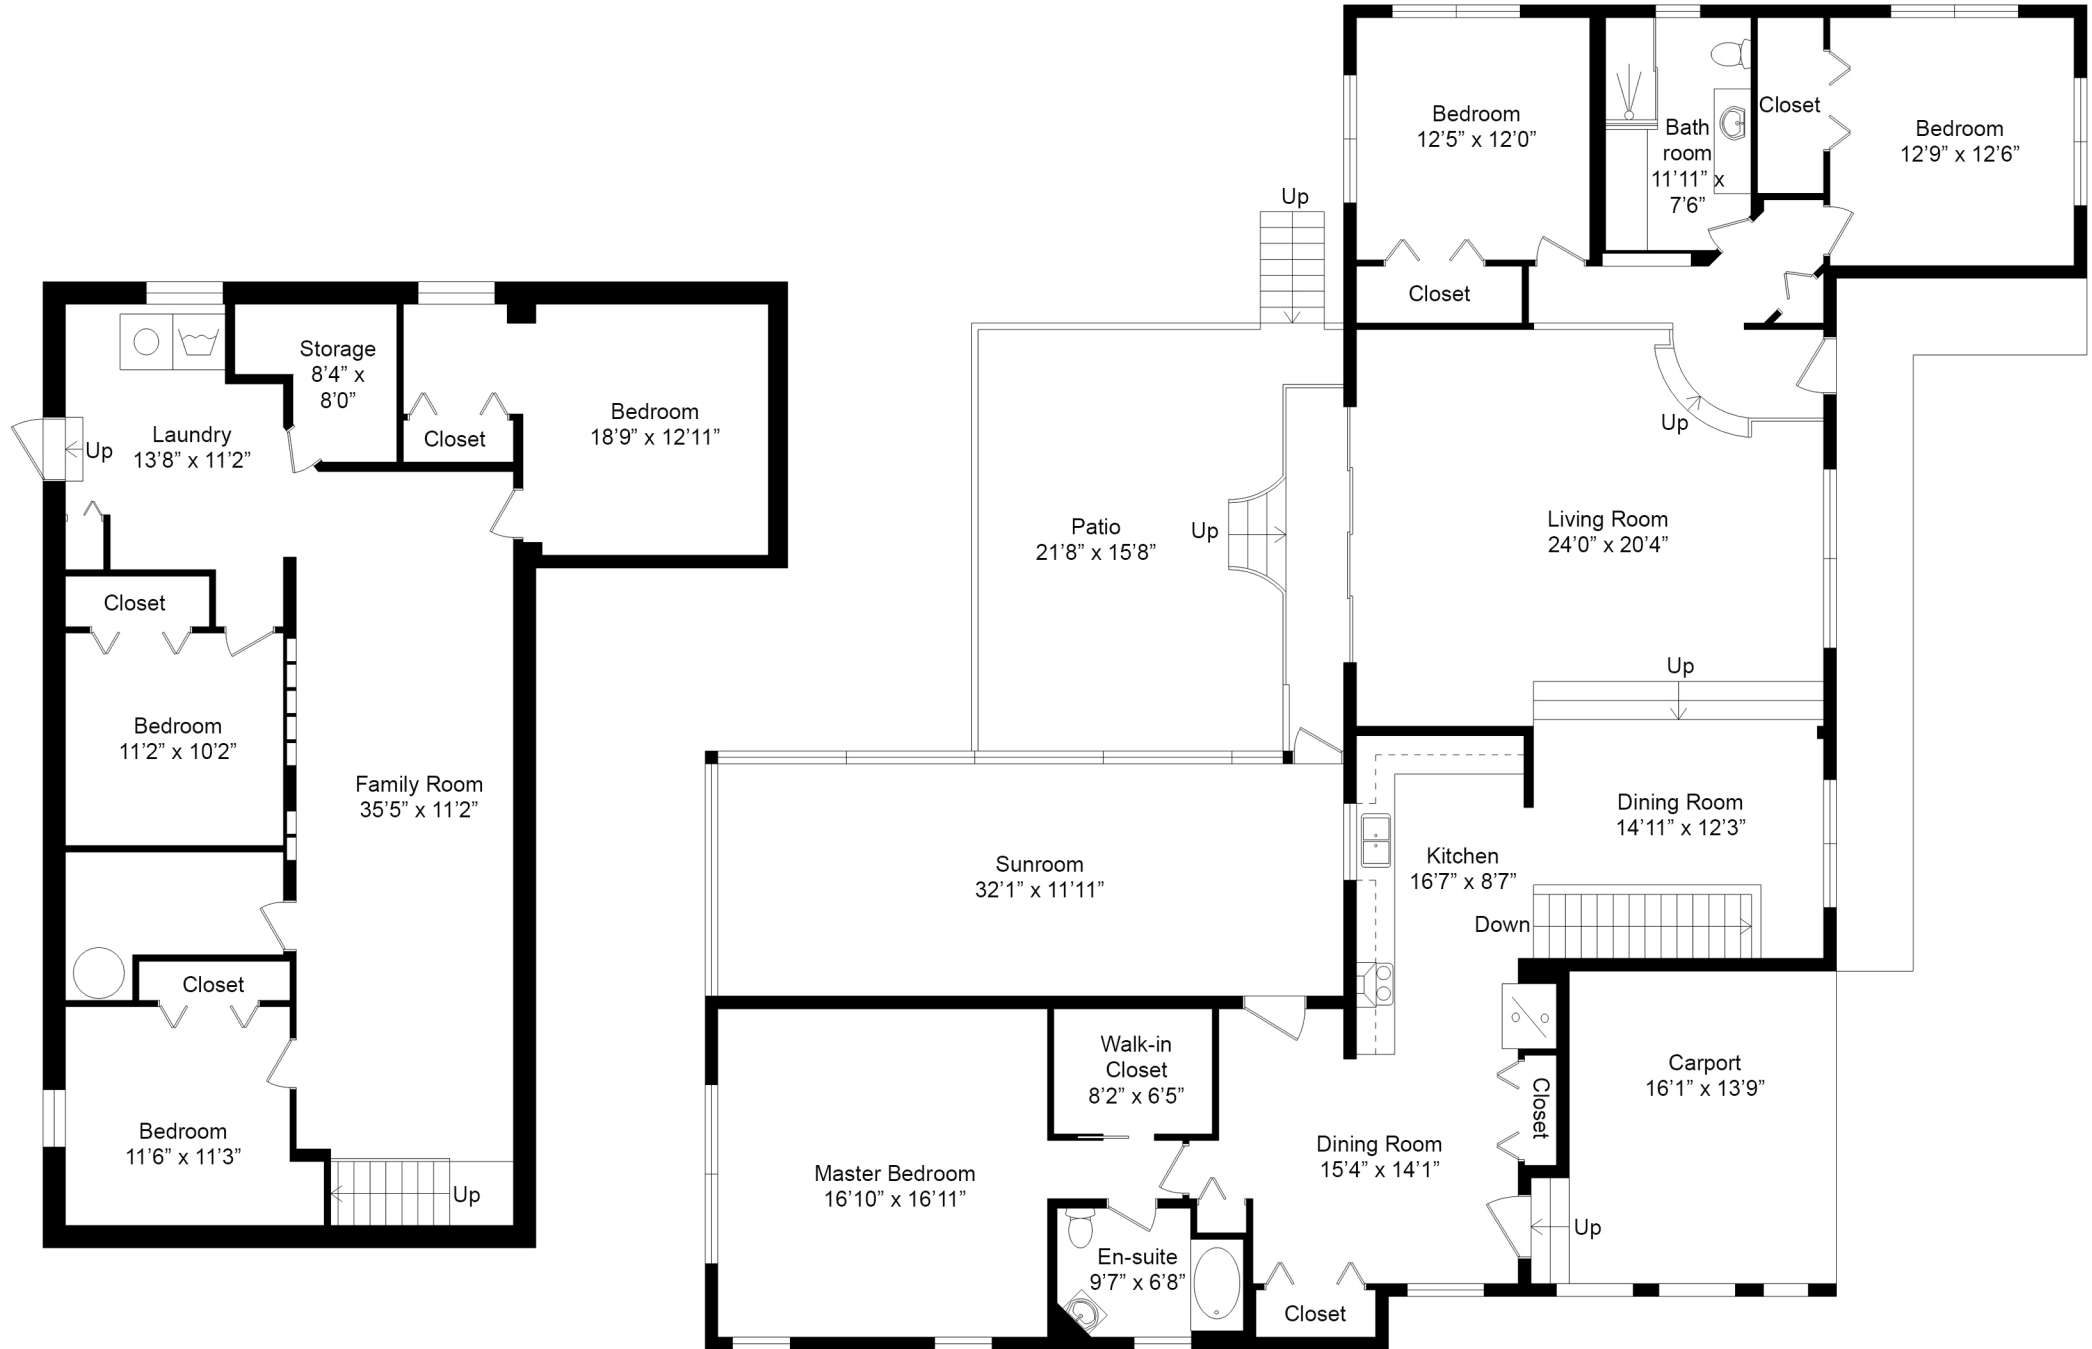 Storage
8’4” x
8’0”
Laundry
13’8” x 11’2”
Up
Closet
Bedroom
18’9” x 12’11”
Closet
Bedroom
11’2” x 10’2”
Family Room
35’5” x 11’2”
Closet
Bedroom
11’6” x 11’3”
Up
Bedroom
12’5” x 12’0”
Bath
room
11’11” x
7’6”
Closet
Bedroom
12’9” x 12’6”
Up
Closet
Up
Patio
21’8” x 15’8”
Up
Living Room
24’0” x 20’4”
Up
Sunroom
32’1” x 11’11”
Kitchen
16’7” x 8’7”
Dining Room
14’11” x 12’3”
Down
Walk-in
Closet
8’2” x 6’5”
Master Bedroom
16’10” x 16’11”
Dining Room
15’4” x 14’1”
Closet
Carport
16’1” x 13’9”
Up
En-suite
9’7” x 6’8”
Closet